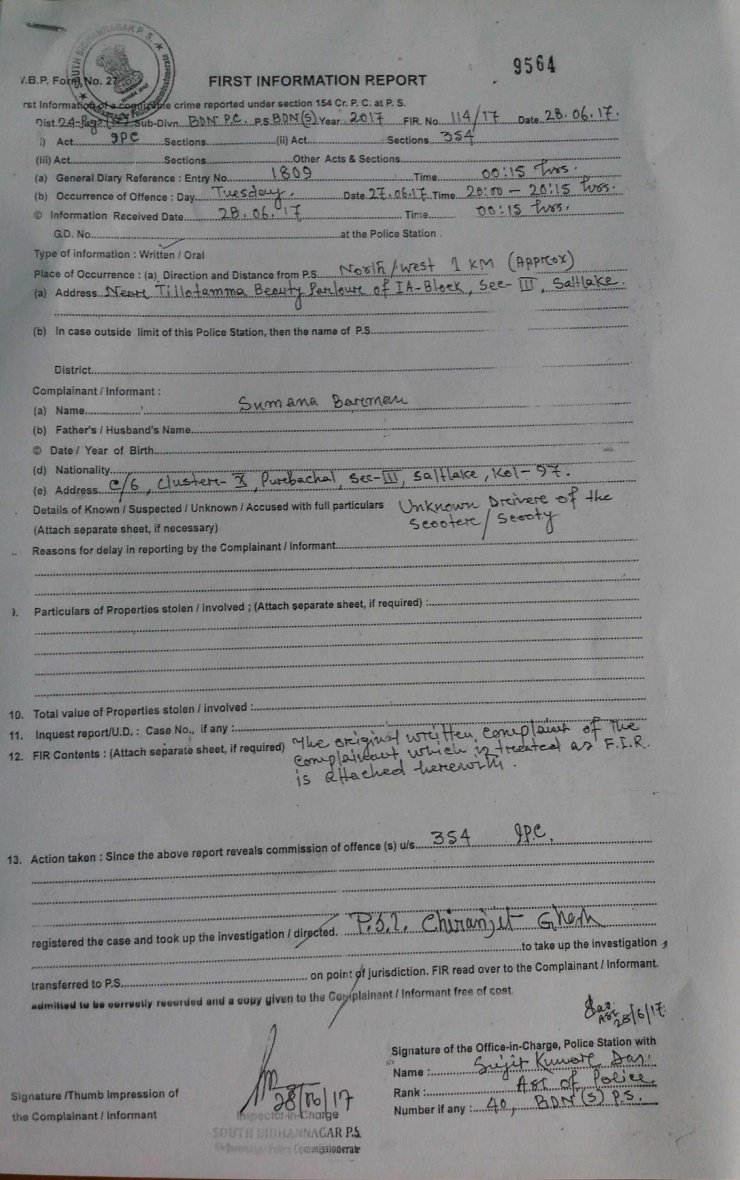 SOUTH BIDHANNAGAR P.S.
9564
W.B.P. Form No. 27
FIRST INFORMATION REPORT
rst Information of a cognizable crime reported under section 154 Cr. P. C. at P. S.
Dist. 24-Pgs (N) Sub-Divn. BDN P.C. P.S. BDN(S) Year 2017 FIR. No. 114/17 Date. 28.06.17.
i) Act. IPC Sections. (ii) Act. Sections. 354
(iii) Act. Sections. Other Acts & Sections.
(a) General Diary Reference : Entry No. 1809 Time. 00:15 hrs.
(b) Occurrence of Offence : Day. Tuesday. Date 27.06.17. Time 20:00 – 20:15 hrs.
© Information Received Date. 28.06.17 Time. 00:15 hrs.
G.D. No. at the Police Station :
Type of information : Written / Oral
Place of Occurrence : (a) Direction and Distance from P.S. North/West 1 KM (Approx)
(a) Address. Neare Tillotamma Beauty Parloure of IA-Block, Sec- III, Saltlake.
(b) In case outside limit of this Police Station, then the name of P.S.
District.
Complainant / Informant :
(a) Name. Sumana Barman
(b) Father's / Husband's Name.
© Date / Year of Birth.
(d) Nationality.
(e) Address. C/6, Clustere- X, Purebachal, Sec-III, Saltlake, Kol-97.
Details of Known / Suspected / Unknown / Accused with full particulars Unknown Drivere of the
(Attach separate sheet, if necessary) Scootere/Scooty
Reasons for delay in reporting by the Complainant / Informant.
9. Particulars of Properties stolen / involved ; (Attach separate sheet, if required) :
10. Total value of Properties stolen / involved :
11. Inquest report/U.D. : Case No., if any :
12. FIR Contents : (Attach separate sheet, if required) The original written complaint of the
complainant which is treated as F.I.R.
is attached herewith.
13. Action taken : Since the above report reveals commission of offence (s) u/s. 354 IPC.
registered the case and took up the investigation / directed. P.S.I. Chiranjit Ghosh
to take up the investigation ,
transferred to P.S. on point of jurisdiction. FIR read over to the Complainant / Informant.
admitted to be correctly recorded and a copy given to the Complainant / Informant free of cost.
ASI
28/6/17
Signature of the Office-in-Charge, Police Station with
Name : Sujit Kumare Das.
Signature /Thumb Impression of
Rank : ASI of Police
the Complainant / Informant
28/06/17
Number if any : 40, BDN(S) P.S.
Inspector-in-Charge
SOUTH BIDHANNAGAR P.S.
Bidhannagar Police Commissionerate